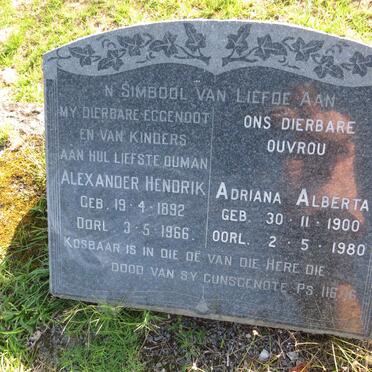 'N SIMBOOL VAN LIEFDE AAN
MY DIERBARE EGGENOOT
EN VAN KINDERS
AAN HUL LIEFSTE OUMAN
ALEXANDER HENDRIK
GEB. 19-4-1892
OORL. 3-5-1966.
ONS DIERBARE
OUVROU
ADRIANA ALBERTA
GEB. 30-11-1900
OORL. 2-5-1980
KOSBAAR IS IN DIE OË VAN DIE HERE DIE
DOOD VAN SY GUNSGENOTE. PS. 116:15